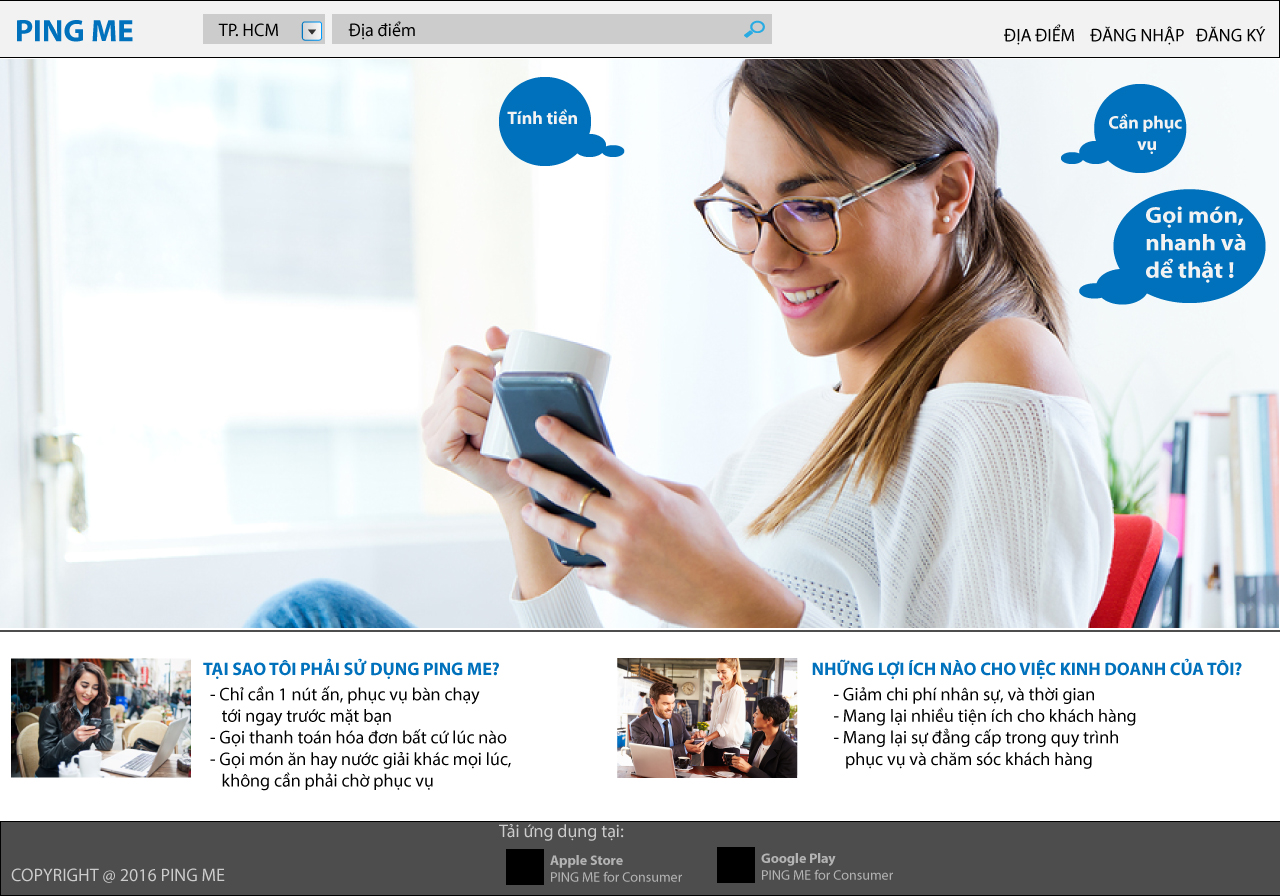 PING ME
TP. HCM
Địa điểm
ĐỊA ĐIỂM
ĐĂNG NHẬP
ĐĂNG KÝ
Tính tiền
Cần phục
vụ
Gọi món,
nhanh và
dể thật !
TẠI SAO TÔI PHẢI SỬ DỤNG PING ME?
- Chỉ cần 1 nút ấn, phục vụ bàn chạy
tới ngay trước mặt bạn
- Gọi thanh toán hóa đơn bất cứ lúc nào
- Gọi món ăn hay nước giải khác mọi lúc,
không cần phải chờ phục vụ
NHỮNG LỢI ÍCH NÀO CHO VIỆC KINH DOANH CỦA TÔI?
- Giảm chi phí nhân sự, và thời gian
- Mang lại nhiều tiện ích cho khách hàng
- Mang lại sự đẳng cấp trong quy trình
phục vụ và chăm sóc khách hàng
Tải ứng dụng tại:
Apple Store
PING ME for Consumer
Google Play
PING ME for Consumer
COPYRIGHT @ 2016 PING ME